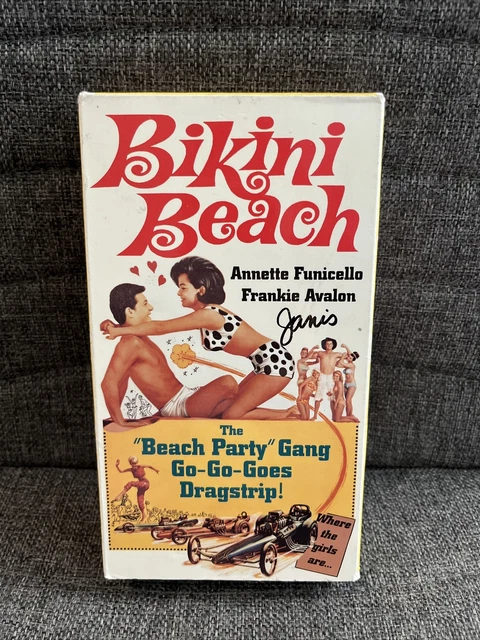 Bikini
Beach
Annette Funicello
Frankie Avalon
Janis
The
"Beach Party" Gang
Go-Go-Goes
Dragstrip!
Where
the
girls
are...